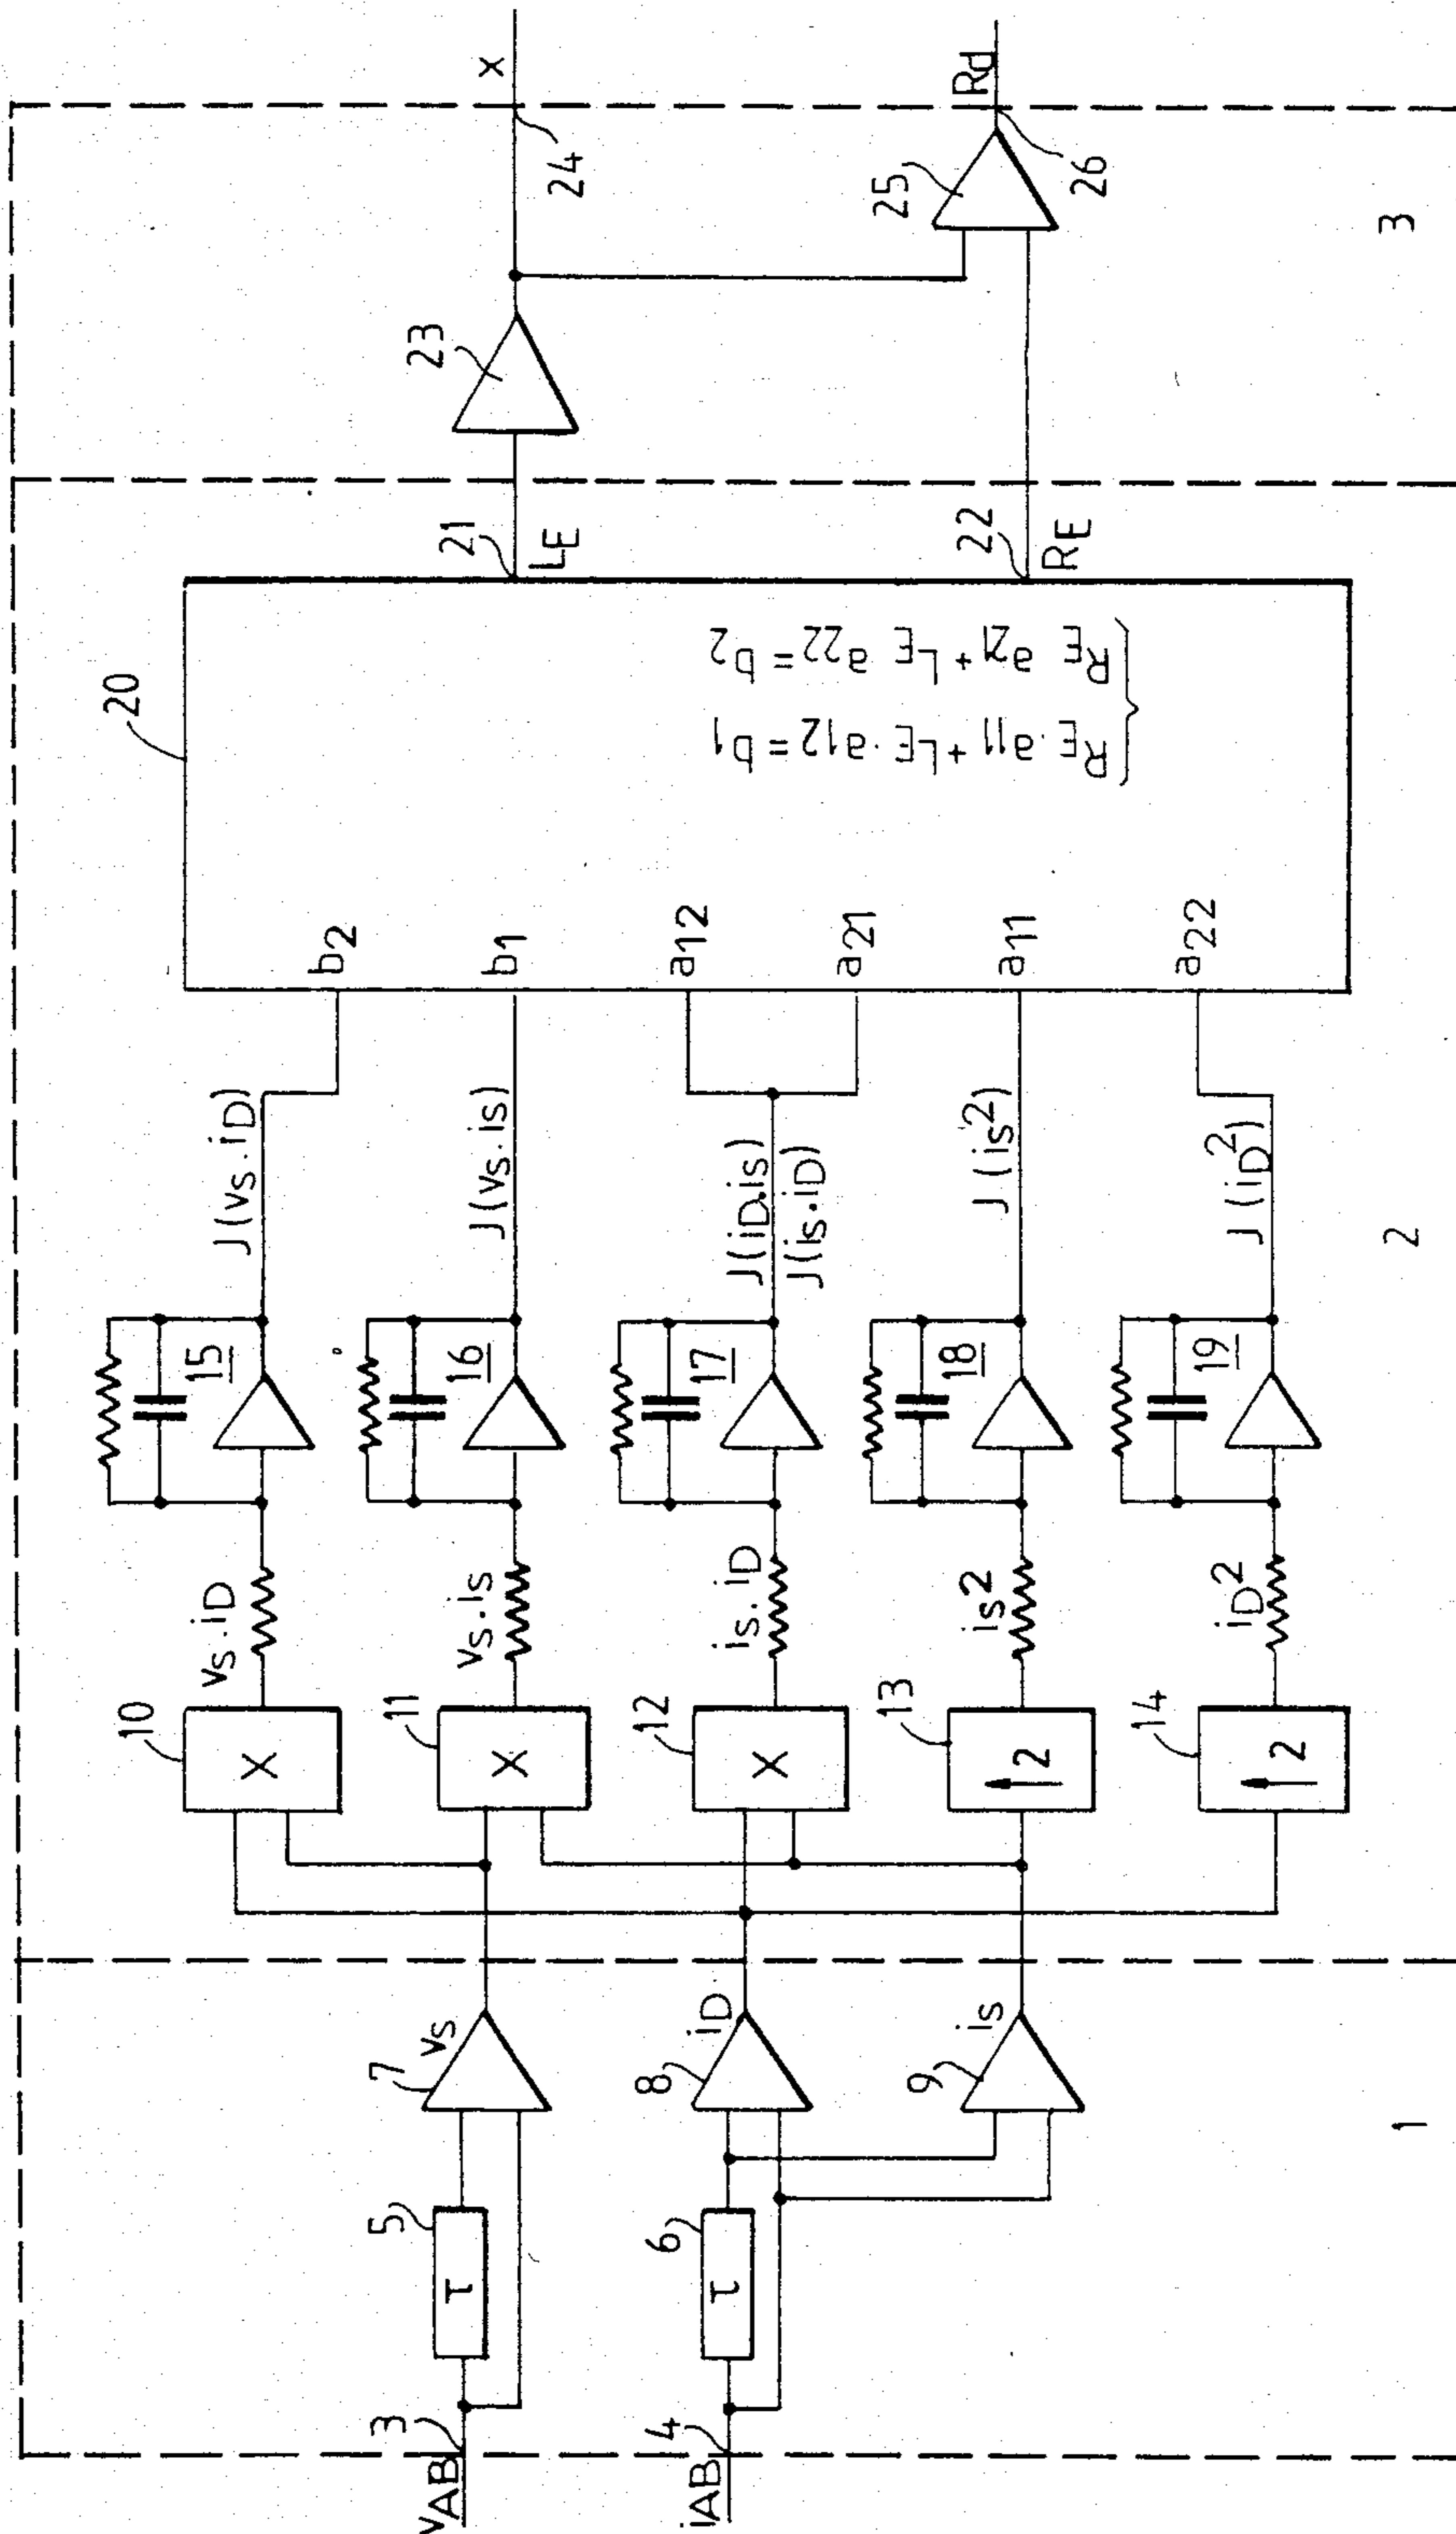 vAB
3
iAB
4
5
τ
6
τ
7
vS
8
iD
9
iS
1
10
X
vS.iD
11
X
vS.iS
12
X
iS.iD
13
2
iS2
14
2
iD2
15
16
17
18
19
J(vS.iD)
J(vS.iS)
J(iD.iS)
J(iS.iD)
J(iS2)
J(iD2)
2
20
b2
b1
a12
a21
a11
a22
RE.a11+LE.a12=b1
RE a21+LE a22=b2
21
LE
22
RE
23
24
x
25
26
Rd
3